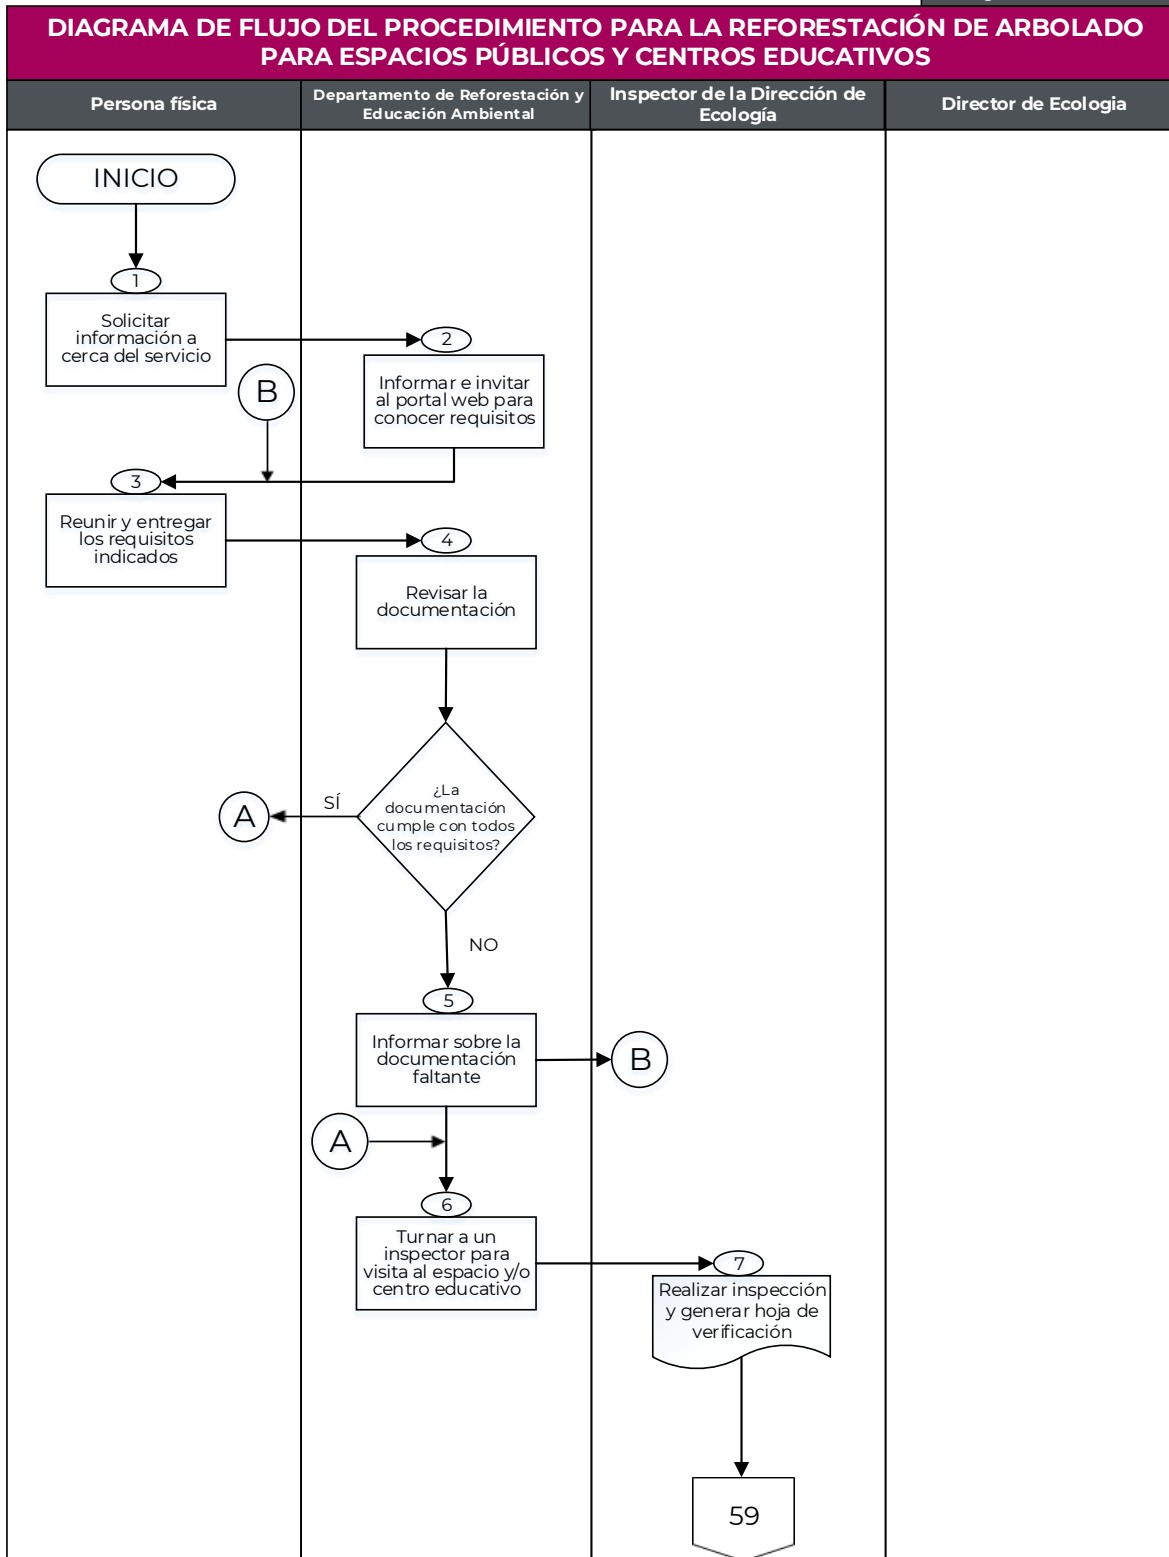 DIAGRAMA DE FLUJO DEL PROCEDIMIENTO PARA LA REFORESTACIÓN DE ARBOLADO
PARA ESPACIOS PÚBLICOS Y CENTROS EDUCATIVOS
Persona física
Departamento de Reforestación y
Educación Ambiental
Inspector de la Dirección de
Ecología
Director de Ecologia
INICIO
1
Solicitar
información a
cerca del servicio
2
Informar e invitar
al portal web para
conocer requisitos
B
3
Reunir y entregar
los requisitos
indicados
4
Revisar la
documentación
¿La
documentación
cumple con todos
los requisitos?
SÍ
A
NO
5
Informar sobre la
documentación
faltante
B
A
6
Turnar a un
inspector para
visita al espacio y/o
centro educativo
7
Realizar inspección
y generar hoja de
verificación
59